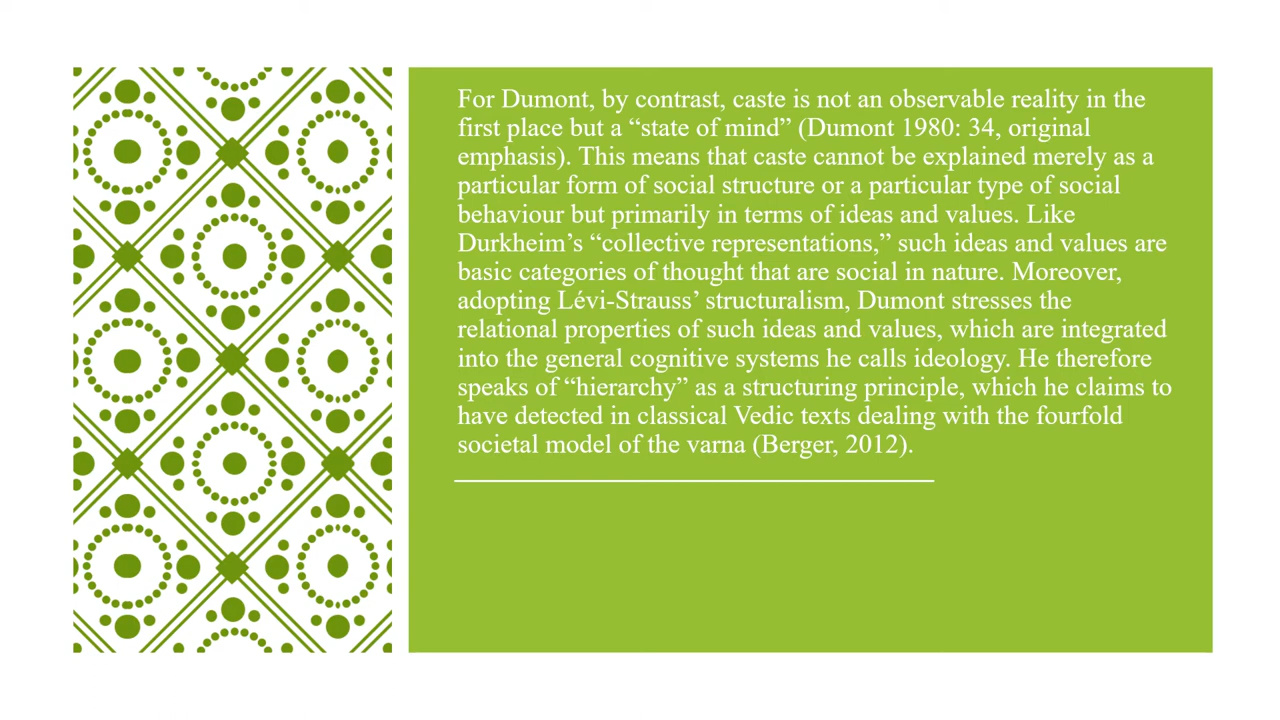 For Dumont, by contrast, caste is not an observable reality in the
first place but a “state of mind” (Dumont 1980: 34, original
emphasis). This means that caste cannot be explained merely as a
particular form of social structure or a particular type of social
behaviour but primarily in terms of ideas and values. Like
Durkheim’s “collective representations,” such ideas and values are
basic categories of thought that are social in nature. Moreover,
adopting Lévi-Strauss’ structuralism, Dumont stresses the
relational properties of such ideas and values, which are integrated
into the general cognitive systems he calls ideology. He therefore
speaks of “hierarchy” as a structuring principle, which he claims to
have detected in classical Vedic texts dealing with the fourfold
societal model of the varna (Berger, 2012).